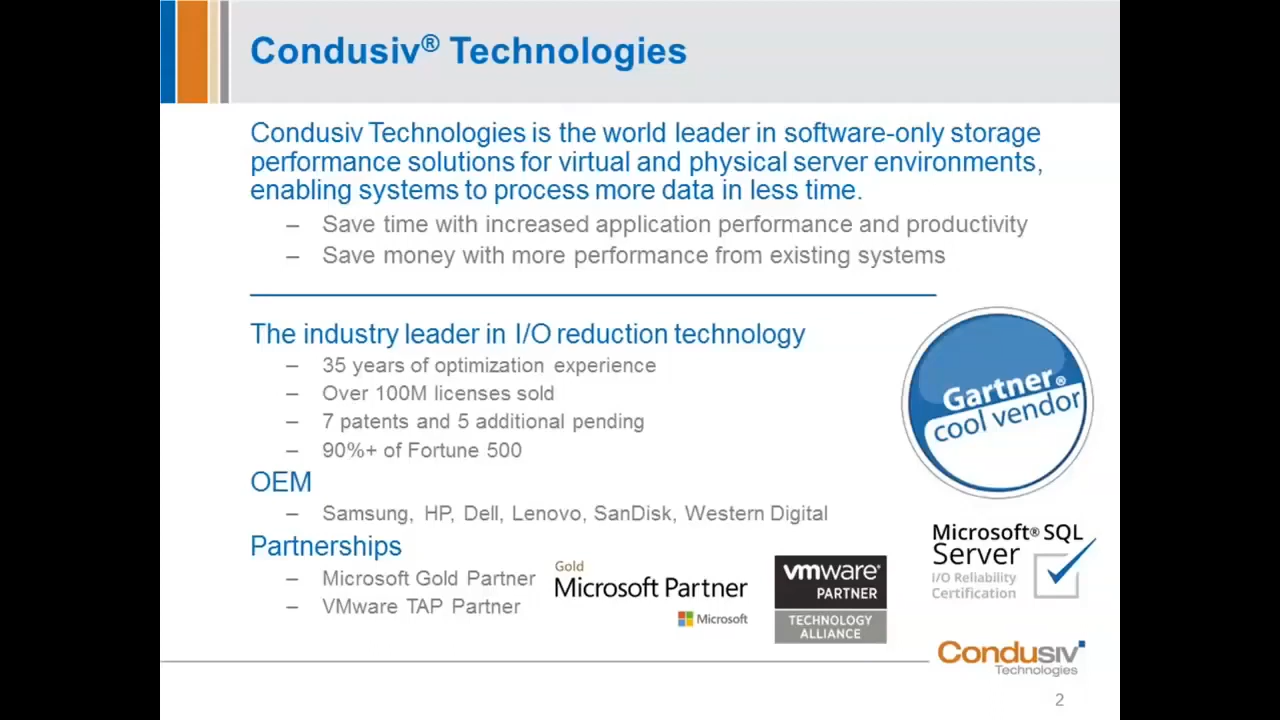 Condusiv® Technologies
Condusiv Technologies is the world leader in software-only storage
performance solutions for virtual and physical server environments,
enabling systems to process more data in less time.
– Save time with increased application performance and productivity
– Save money with more performance from existing systems
The industry leader in I/O reduction technology
– 35 years of optimization experience
– Over 100M licenses sold
– 7 patents and 5 additional pending
– 90%+ of Fortune 500
Gartner®
cool vendor
OEM
– Samsung, HP, Dell, Lenovo, SanDisk, Western Digital
Partnerships
– Microsoft Gold Partner
– VMware TAP Partner
Gold
Microsoft Partner
Microsoft
vmware®
PARTNER
TECHNOLOGY
ALLIANCE
Microsoft® SQL
Server
I/O Reliability
Certification
Condusiv
Technologies
2